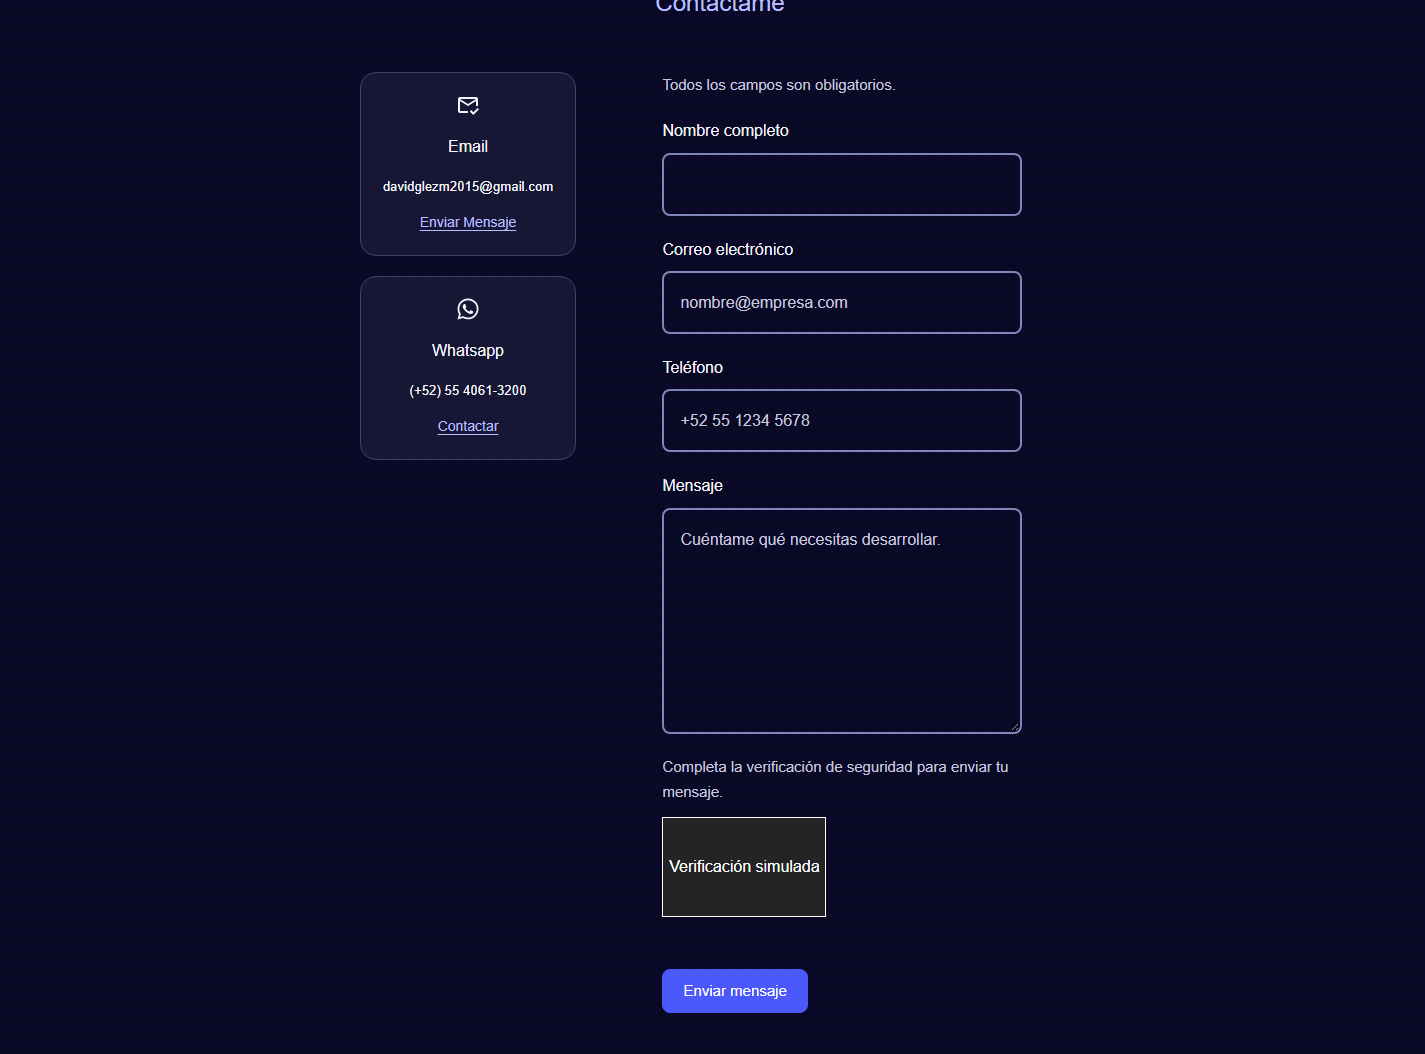 Contáctame
Email
davidglezm2015@gmail.com
Enviar Mensaje
Whatsapp
(+52) 55 4061-3200
Contactar
Todos los campos son obligatorios.
Nombre completo
Correo electrónico
nombre@empresa.com
Teléfono
+52 55 1234 5678
Mensaje
Cuéntame qué necesitas desarrollar.
Completa la verificación de seguridad para enviar tu
mensaje.
Verificación simulada
Enviar mensaje